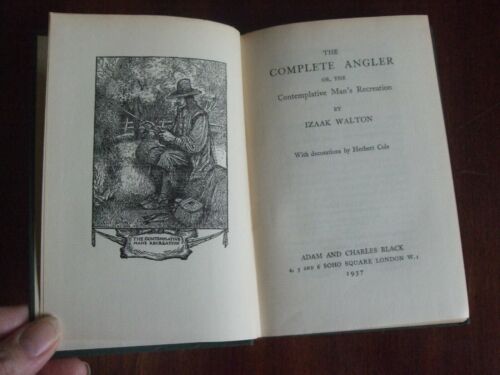 THE CONTEMPLATIVE
MANS RECREATION
THE
COMPLETE ANGLER
OR, THE
Contemplative Man's Recreation
BY
IZAAK WALTON
With decorations by Herbert Cole
ADAM AND CHARLES BLACK
4, 5 AND 6 SOHO SQUARE LONDON W.1
1937